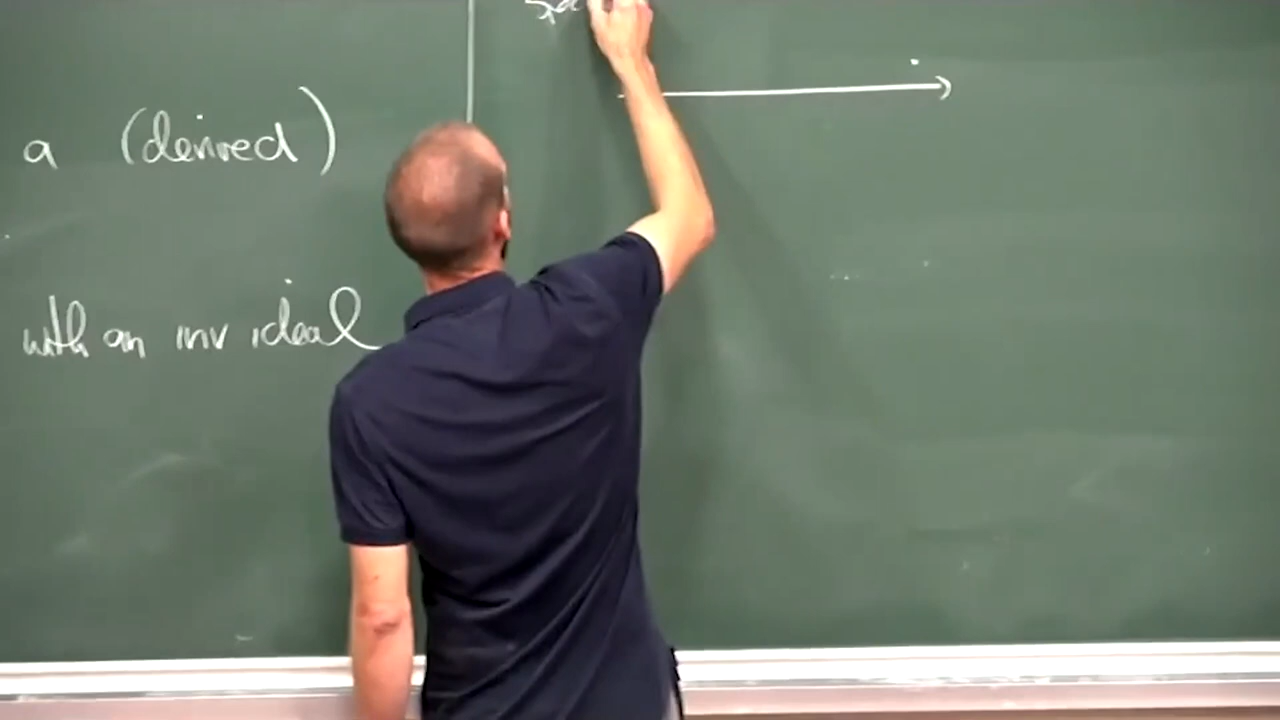 a (derived)
with an inv ideal